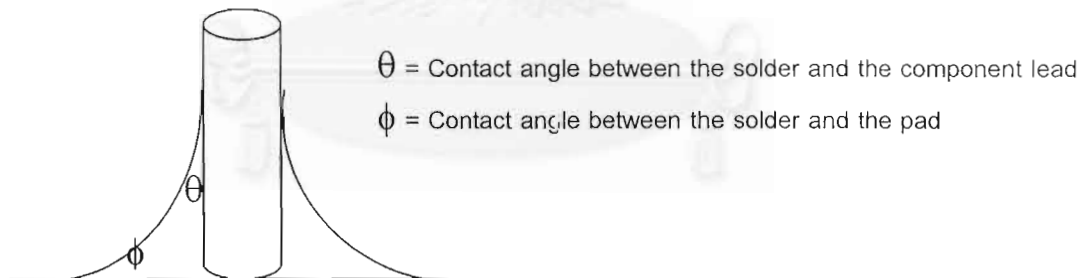 θ = Contact angle between the solder and the component lead
ϕ = Contact angle between the solder and the pad
θ
ϕ